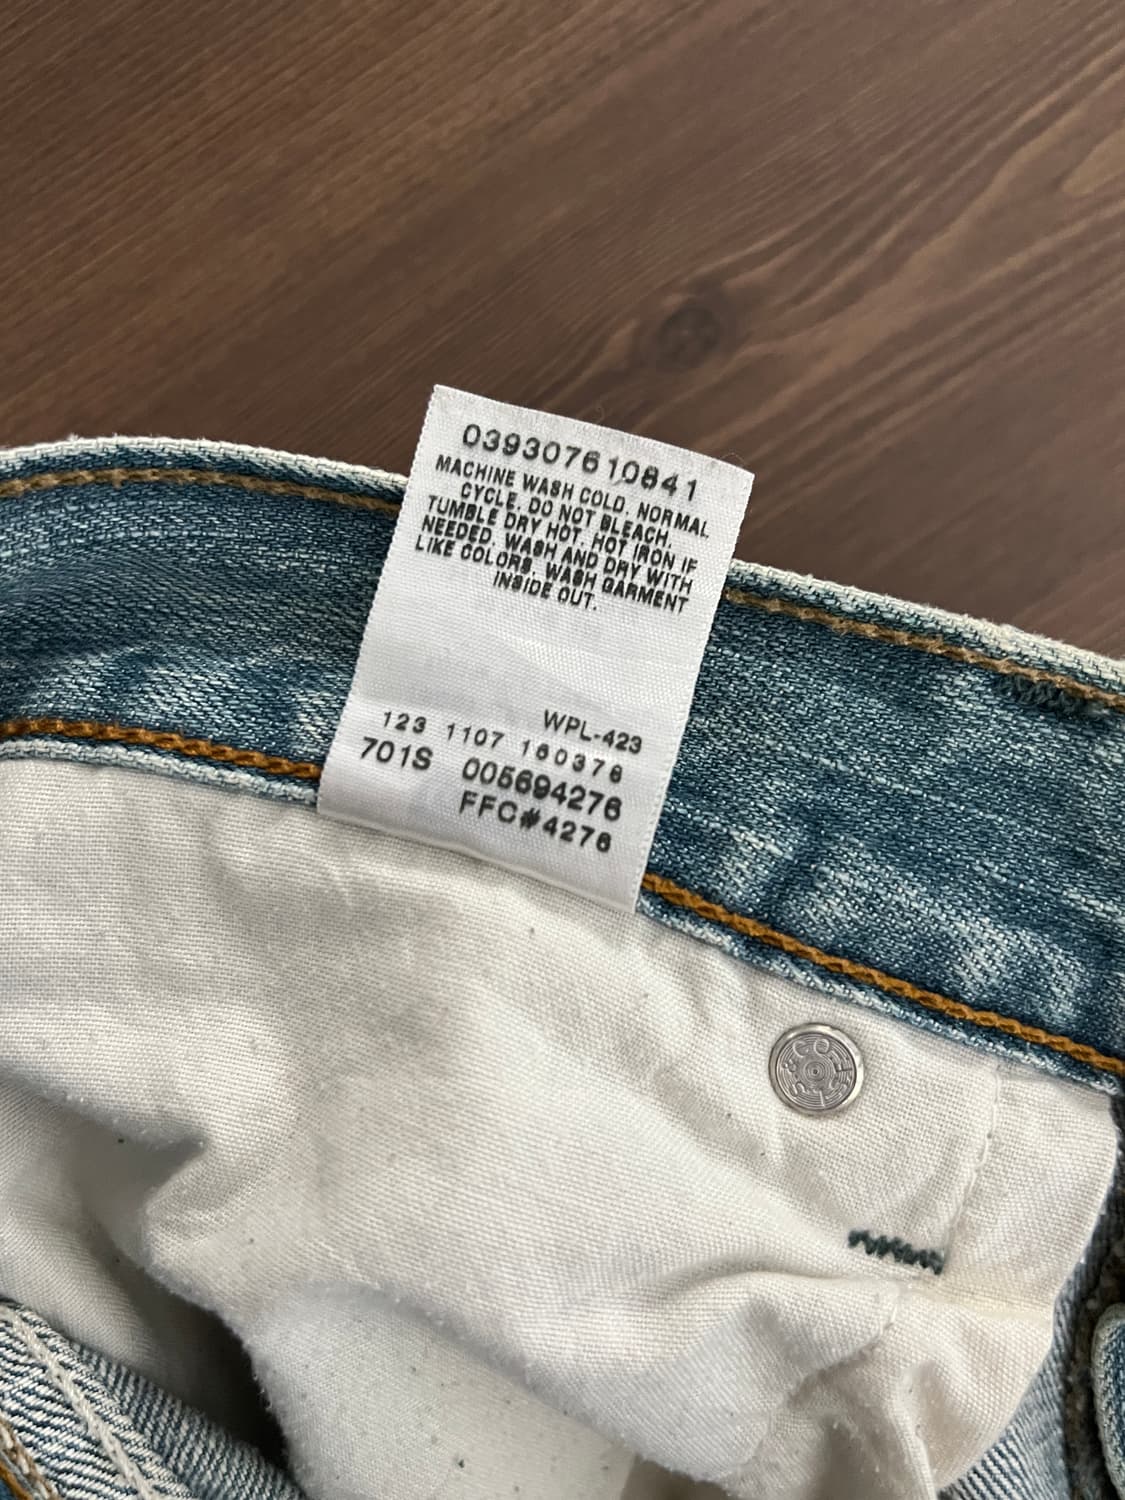 039307610841
MACHINE WASH COLD. NORMAL
CYCLE. DO NOT BLEACH.
TUMBLE DRY HOT. HOT IRON IF
NEEDED. WASH AND DRY WITH
LIKE COLORS. WASH GARMENT
INSIDE OUT.
WPL-423
123 1107 160376
701S 005694276
FFC#4276